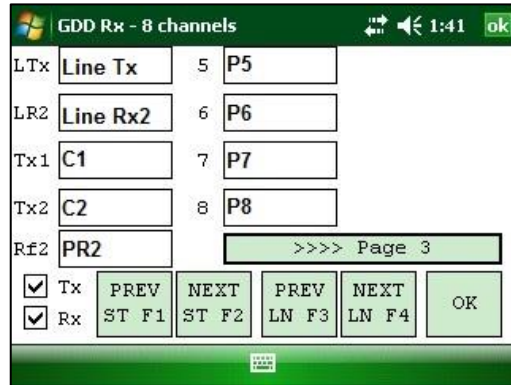 GDD Rx - 8 channels 1:41 ok
LTx Line Tx 5 P5
LR2 Line Rx2 6 P6
Tx1 C1 7 P7
Tx2 C2 8 P8
Rf2 PR2 >>>> Page 3
Tx PREV NEXT PREV NEXT OK
Rx ST F1 ST F2 LN F3 LN F4